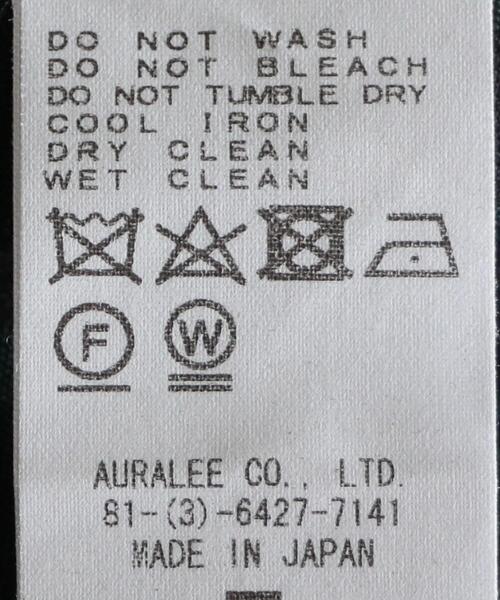 DO NOT WASH
DO NOT BLEACH
DO NOT TUMBLE DRY
COOL IRON
DRY CLEAN
WET CLEAN
F W
AURALEE CO., LTD.
81-(3)-6427-7141
MADE IN JAPAN